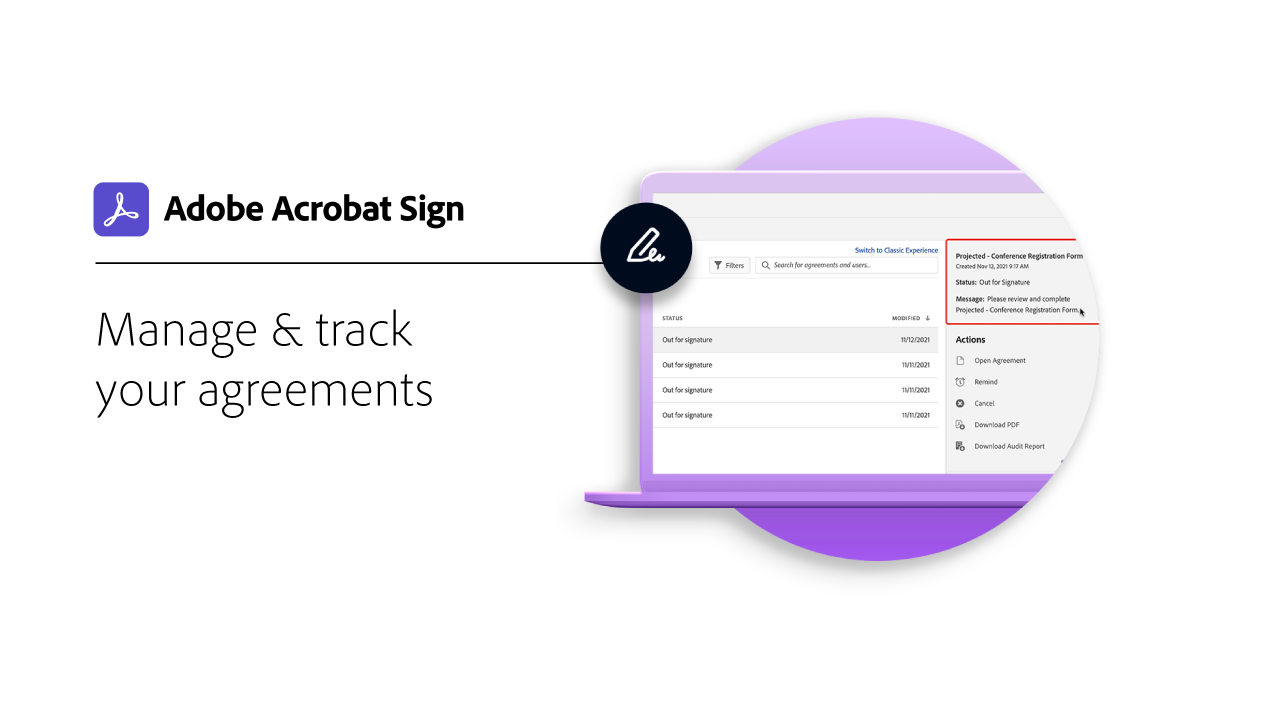 Adobe Acrobat Sign
Manage & track
your agreements
Switch to Classic Experience
Filters
Search for agreements and users...
STATUS MODIFIED
Out for signature 11/12/2021
Out for signature 11/11/2021
Out for signature 11/11/2021
Out for signature 11/11/2021
Projected - Conference Registration Form
Created Nov 12, 2021 9:17 AM
Status: Out for Signature
Message: Please review and complete
Projected - Conference Registration Form.
Actions
Open Agreement
Remind
Cancel
Download PDF
Download Audit Report